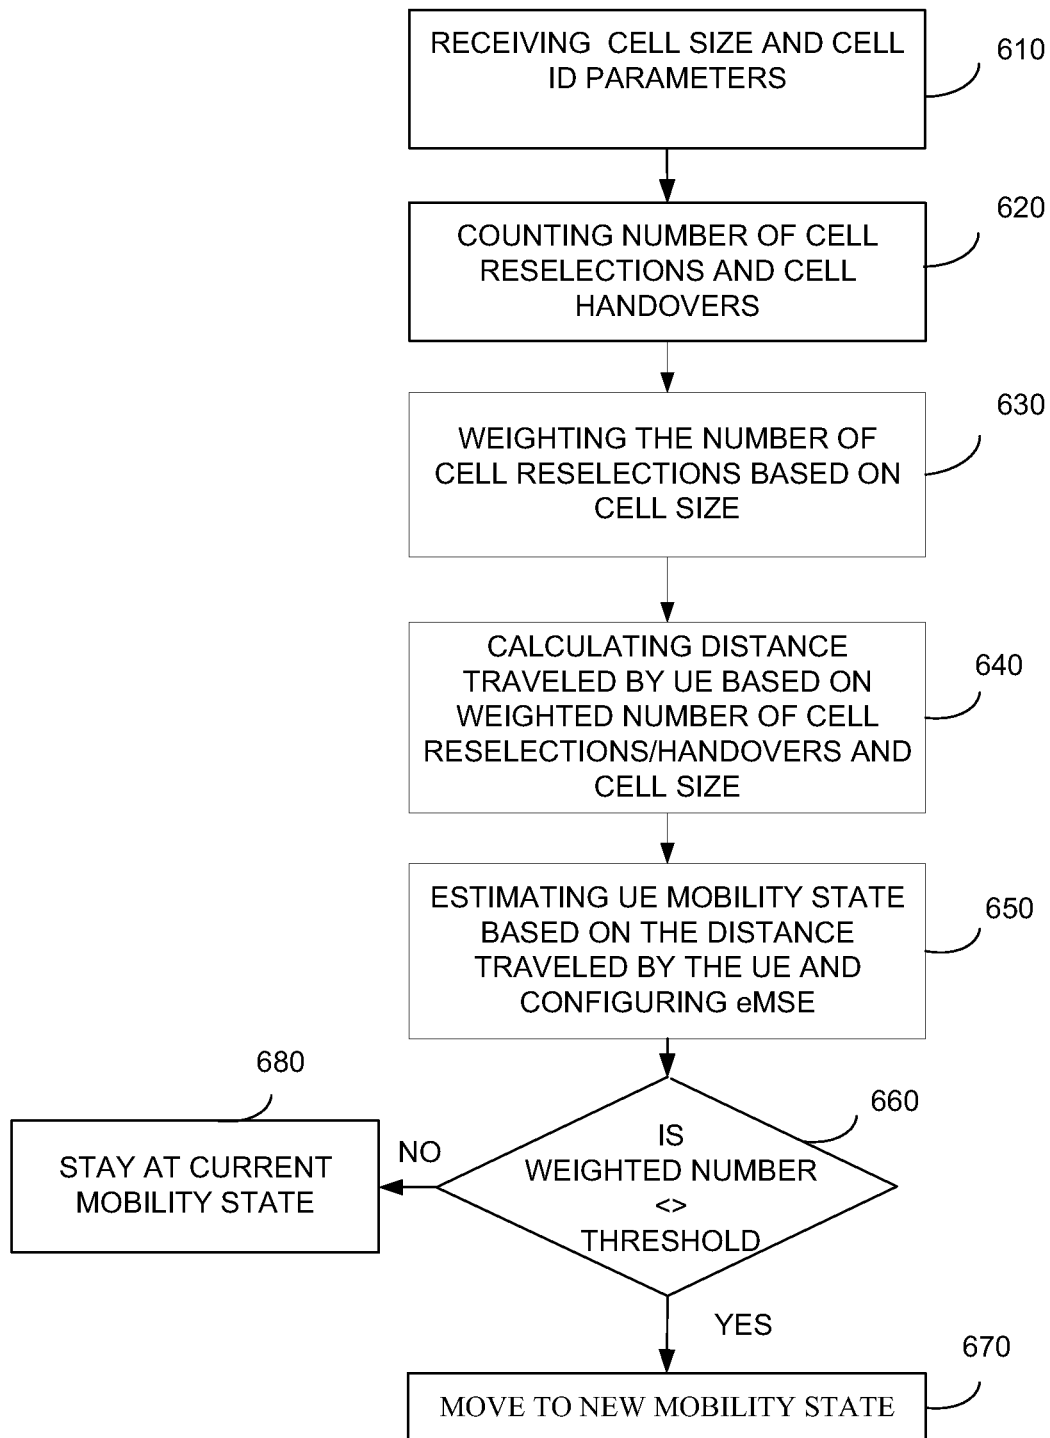 RECEIVING CELL SIZE AND CELL
ID PARAMETERS
610
COUNTING NUMBER OF CELL
RESELECTIONS AND CELL
HANDOVERS
620
WEIGHTING THE NUMBER OF
CELL RESELECTIONS BASED ON
CELL SIZE
630
CALCULATING DISTANCE
TRAVELED BY UE BASED ON
WEIGHTED NUMBER OF CELL
RESELECTIONS/HANDOVERS AND
CELL SIZE
640
ESTIMATING UE MOBILITY STATE
BASED ON THE DISTANCE
TRAVELED BY THE UE AND
CONFIGURING eMSE
650
IS
WEIGHTED NUMBER
<>
THRESHOLD
660
NO
STAY AT CURRENT
MOBILITY STATE
680
YES
MOVE TO NEW MOBILITY STATE
670